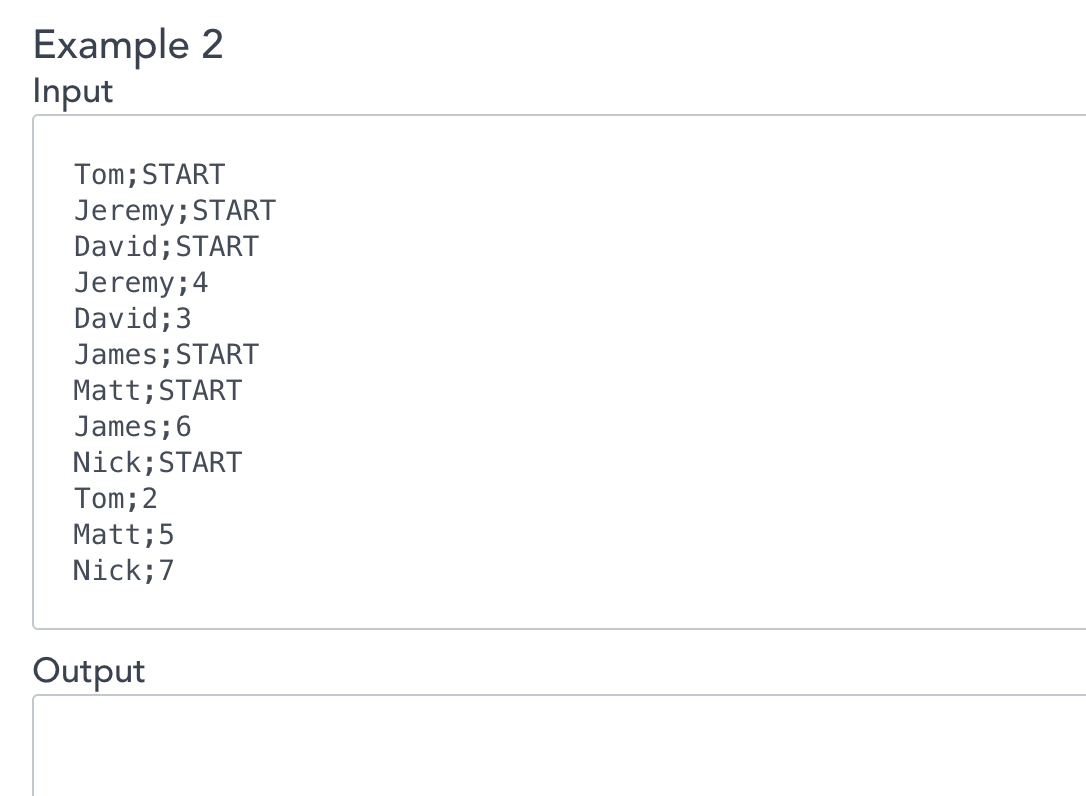 Example 2
Input
Tom;START
Jeremy;START
David;START
Jeremy;4
David;3
James;START
Matt;START
James;6
Nick;START
Tom;2
Matt;5
Nick;7
Output